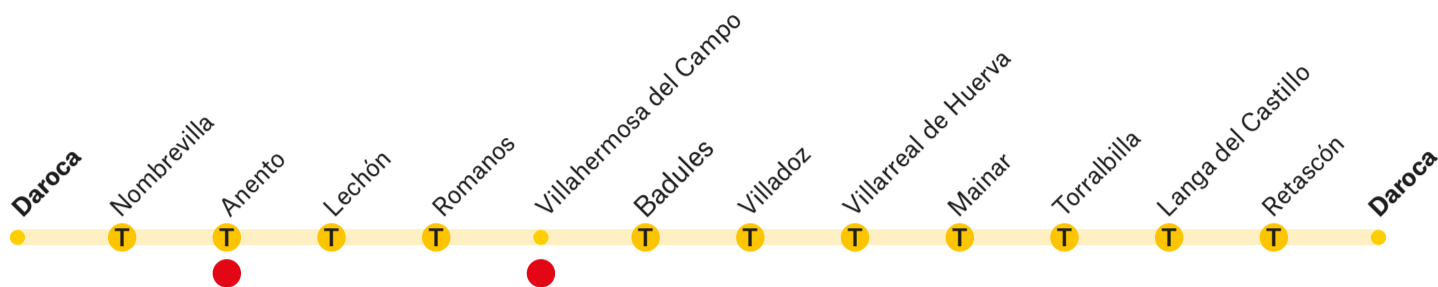 Daroca
Nombrevilla
Anento
Lechón
Romanos
Villahermosa del Campo
Badules
Villadoz
Villarreal de Huerva
Mainar
Torralbilla
Langa del Castillo
Retascón
Daroca
T
T
T
T
T
T
T
T
T
T
T